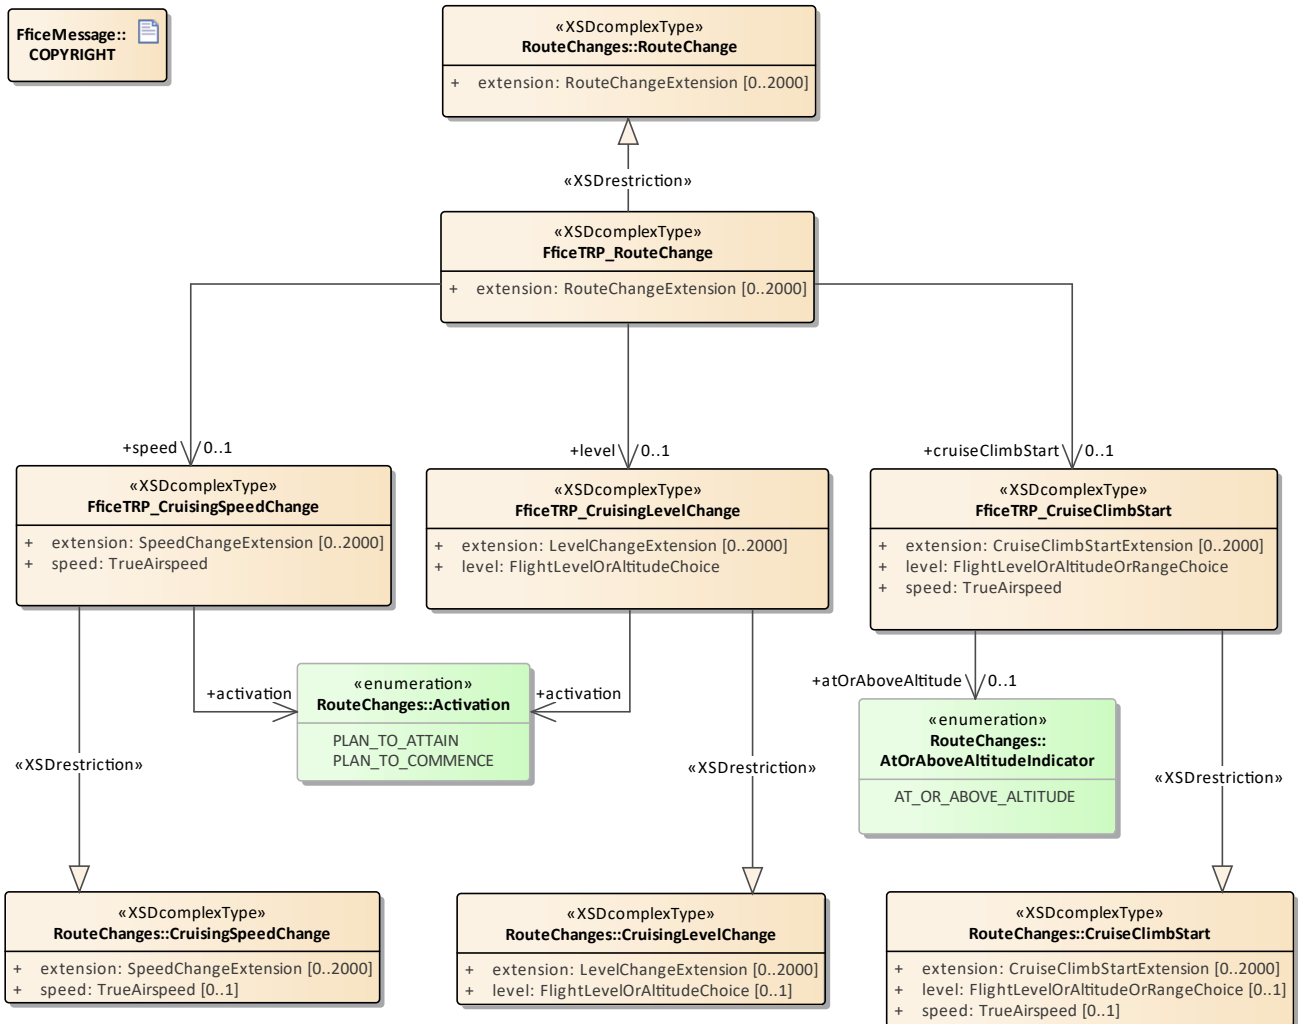 FficeMessage::
COPYRIGHT
«XSDcomplexType»
RouteChanges::RouteChange
+ extension: RouteChangeExtension [0..2000]
«XSDrestriction»
«XSDcomplexType»
FficeTRP_RouteChange
+ extension: RouteChangeExtension [0..2000]
+speed 0..1
+level 0..1
+cruiseClimbStart 0..1
«XSDcomplexType»
FficeTRP_CruisingSpeedChange
+ extension: SpeedChangeExtension [0..2000]
+ speed: TrueAirspeed
«XSDcomplexType»
FficeTRP_CruisingLevelChange
+ extension: LevelChangeExtension [0..2000]
+ level: FlightLevelOrAltitudeChoice
«XSDcomplexType»
FficeTRP_CruiseClimbStart
+ extension: CruiseClimbStartExtension [0..2000]
+ level: FlightLevelOrAltitudeOrRangeChoice
+ speed: TrueAirspeed
+activation
«enumeration»
RouteChanges::Activation
PLAN_TO_ATTAIN
PLAN_TO_COMMENCE
+activation
+atOrAboveAltitude 0..1
«enumeration»
RouteChanges::
AtOrAboveAltitudeIndicator
AT_OR_ABOVE_ALTITUDE
«XSDrestriction»
«XSDrestriction»
«XSDrestriction»
«XSDcomplexType»
RouteChanges::CruisingSpeedChange
+ extension: SpeedChangeExtension [0..2000]
+ speed: TrueAirspeed [0..1]
«XSDcomplexType»
RouteChanges::CruisingLevelChange
+ extension: LevelChangeExtension [0..2000]
+ level: FlightLevelOrAltitudeChoice [0..1]
«XSDcomplexType»
RouteChanges::CruiseClimbStart
+ extension: CruiseClimbStartExtension [0..2000]
+ level: FlightLevelOrAltitudeOrRangeChoice [0..1]
+ speed: TrueAirspeed [0..1]